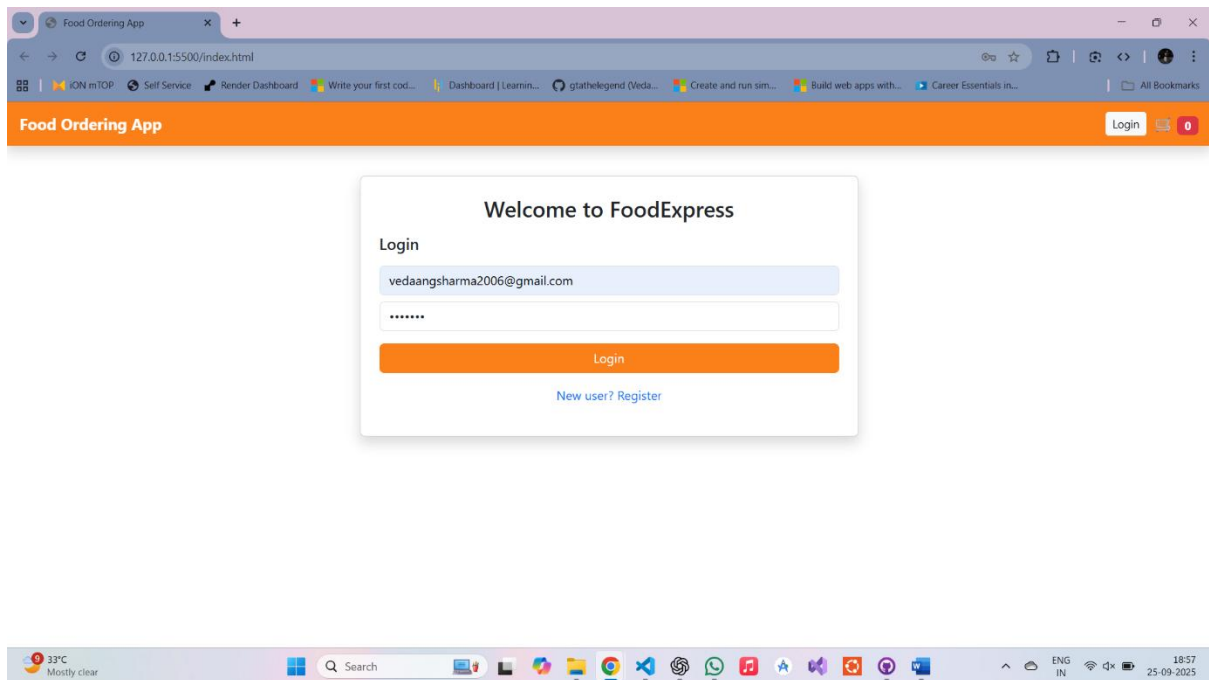 Food Ordering App
127.0.0.1:5500/index.html
iON mTOP Self Service Render Dashboard Write your first cod... Dashboard | Learnin... gtathelegend (Veda... Create and run sim... Build web apps with... Career Essentials in... All Bookmarks
Food Ordering App Login 0
Welcome to FoodExpress
Login
vedaangsharma2006@gmail.com
•••••••
Login
New user? Register
9 33°C
Mostly clear
Search
ENG
IN
18:57
25-09-2025